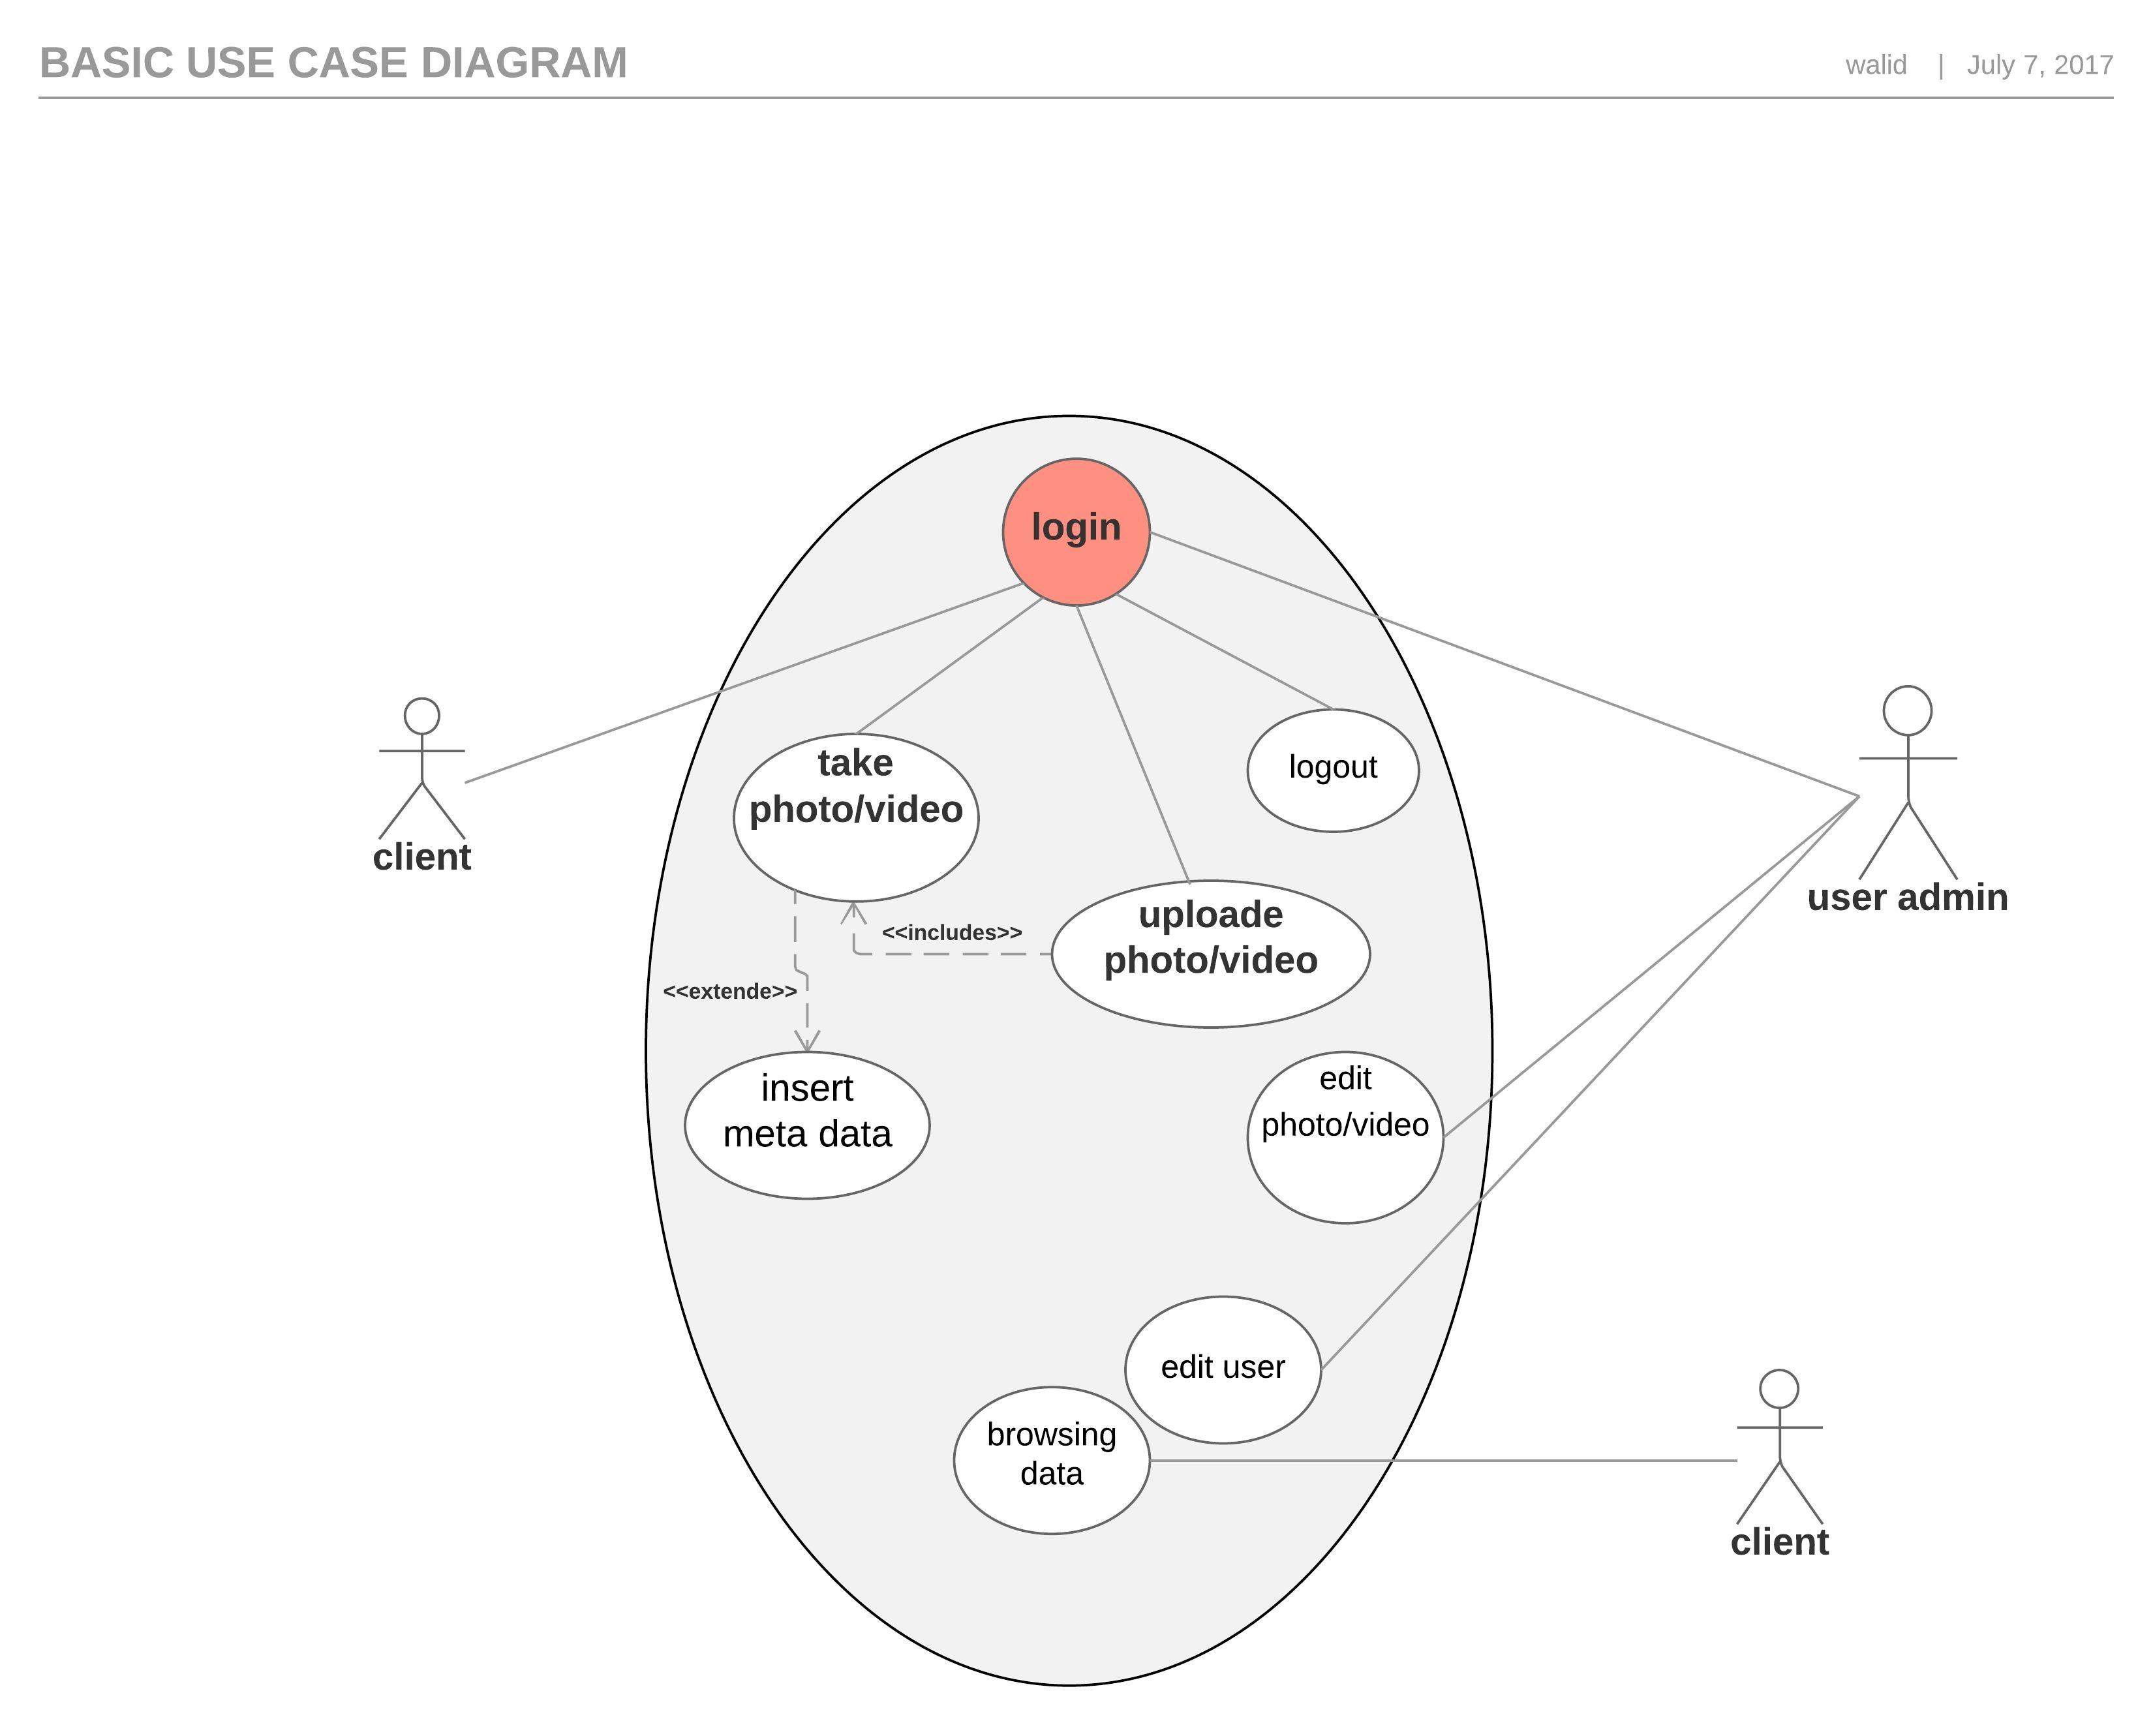 BASIC USE CASE DIAGRAM
walid | July 7, 2017
login
take
photo/video
logout
client
user admin
uploade
photo/video
<<includes>>
<<extende>>
insert
meta data
edit
photo/video
edit user
browsing
data
client